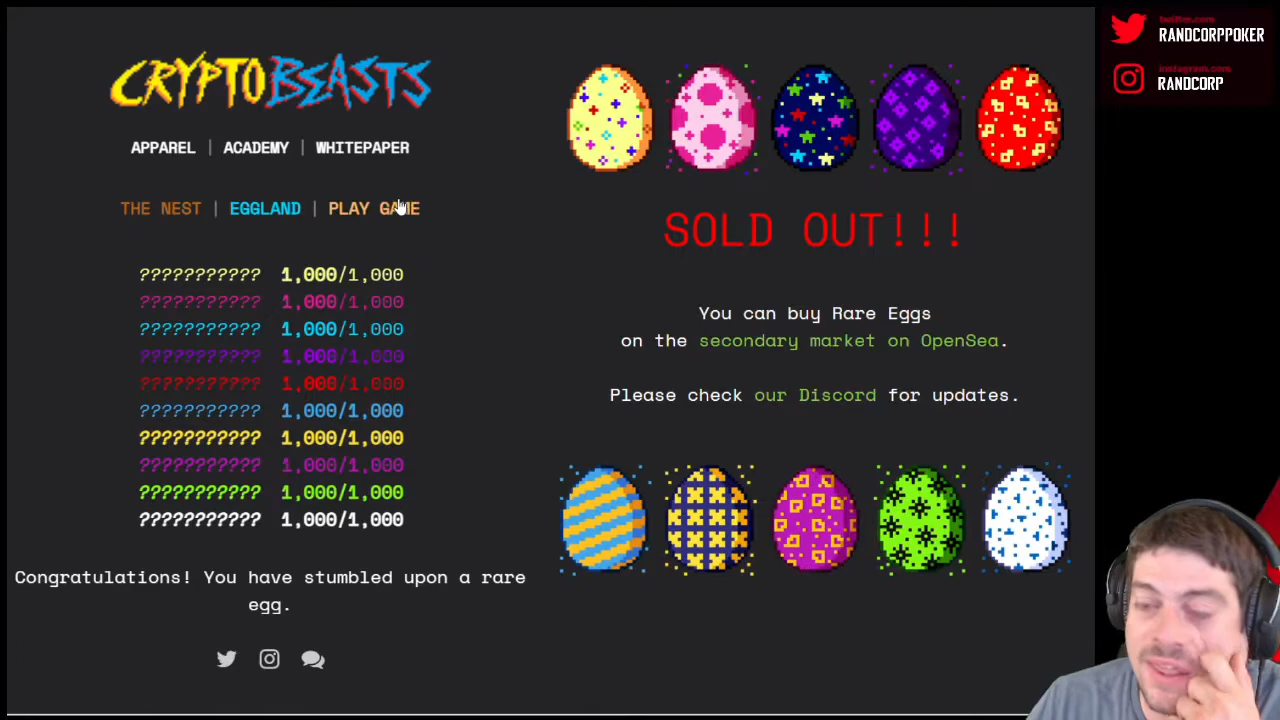 CRYPTOBEASTS
APPAREL | ACADEMY | WHITEPAPER
THE NEST | EGGLAND | PLAY GAME
??????????? 1,000/1,000
??????????? 1,000/1,000
??????????? 1,000/1,000
??????????? 1,000/1,000
??????????? 1,000/1,000
??????????? 1,000/1,000
??????????? 1,000/1,000
??????????? 1,000/1,000
??????????? 1,000/1,000
??????????? 1,000/1,000
Congratulations! You have stumbled upon a rare
egg.
SOLD OUT!!!
You can buy Rare Eggs
on the secondary market on OpenSea.
Please check our Discord for updates.
twitter.com
RANDCORPPOKER
instagram.com
RANDCORP